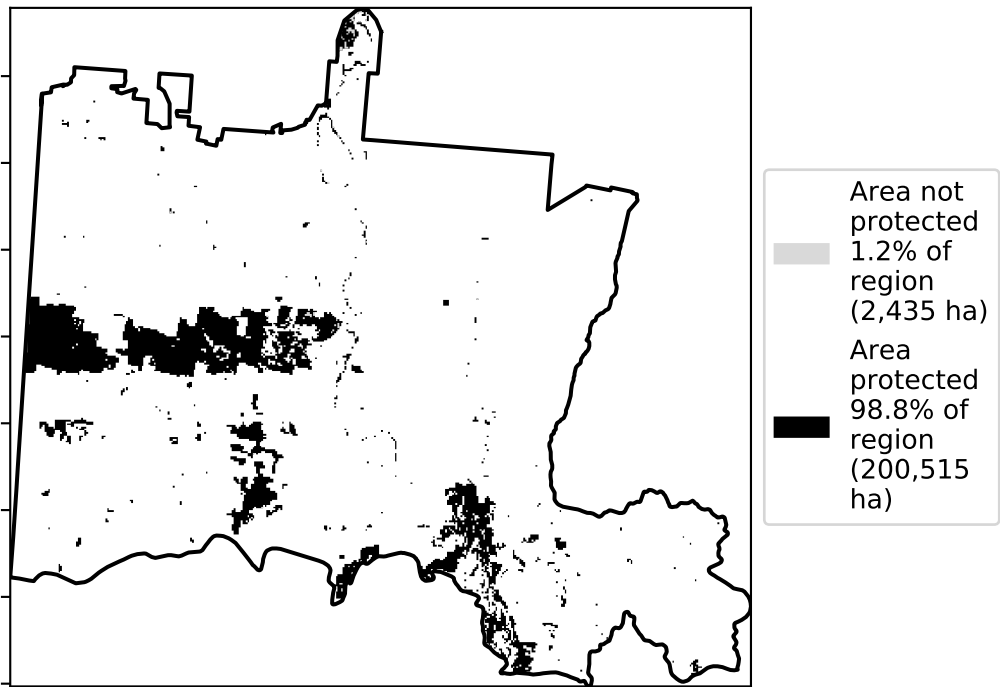 Area not
protected
1.2% of
region
(2,435 ha)
Area
protected
98.8% of
region
(200,515
ha)